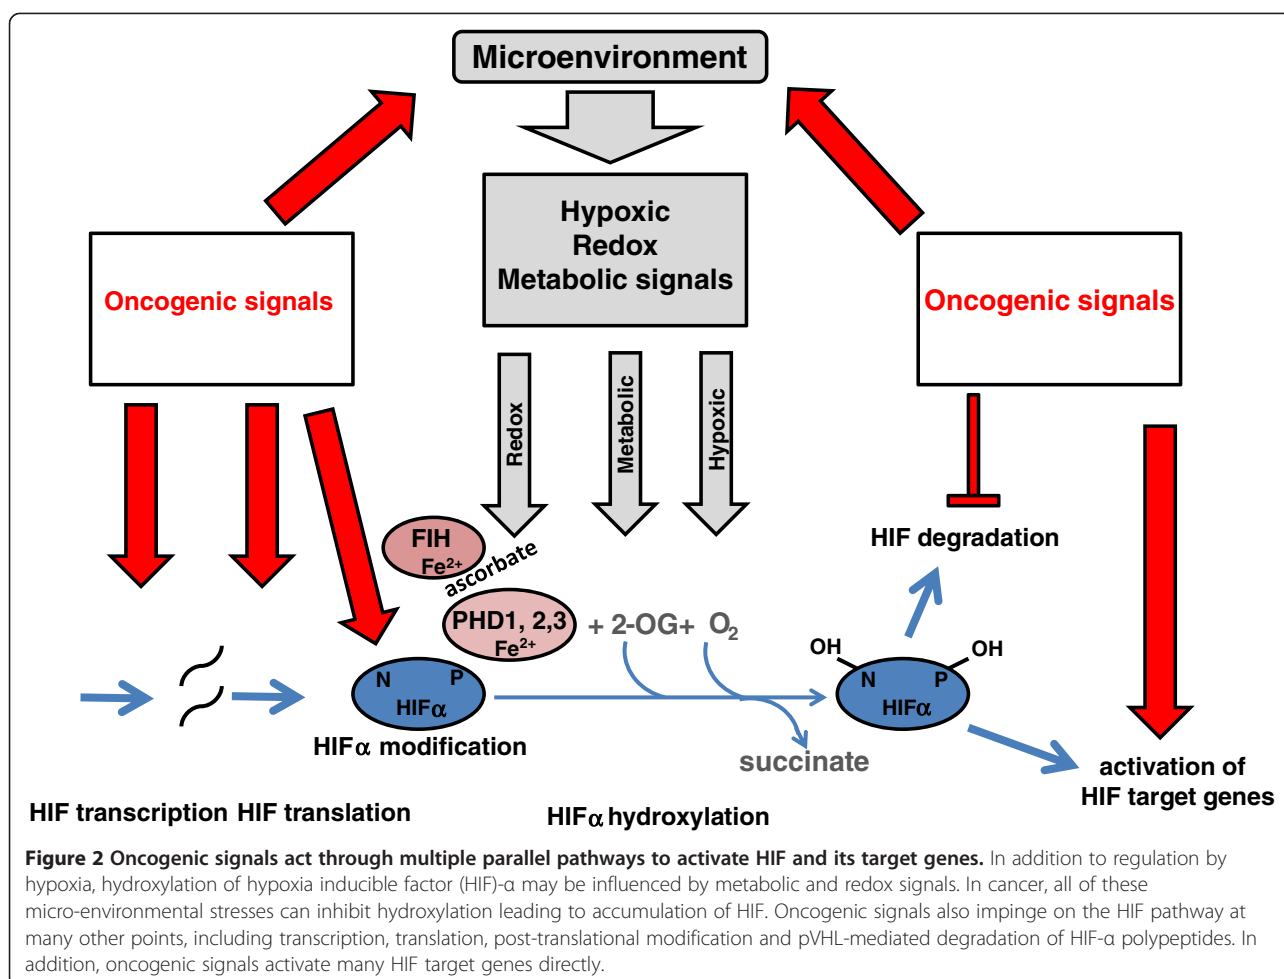 Microenvironment
Hypoxic
Redox
Metabolic signals
Oncogenic signals
Oncogenic signals
Redox
Metabolic
Hypoxic
FIH
Fe2+
ascorbate
HIF degradation
PHD1, 2,3
Fe2+
+ 2-OG+ O2
OH
OH
N P
HIFα
N P
HIFα
HIFα modification
succinate
activation of
HIF target genes
HIF transcription HIF translation
HIFα hydroxylation
Figure 2 Oncogenic signals act through multiple parallel pathways to activate HIF and its target genes. In addition to regulation by
hypoxia, hydroxylation of hypoxia inducible factor (HIF)-α may be influenced by metabolic and redox signals. In cancer, all of these
micro-environmental stresses can inhibit hydroxylation leading to accumulation of HIF. Oncogenic signals also impinge on the HIF pathway at
many other points, including transcription, translation, post-translational modification and pVHL-mediated degradation of HIF-α polypeptides. In
addition, oncogenic signals activate many HIF target genes directly.